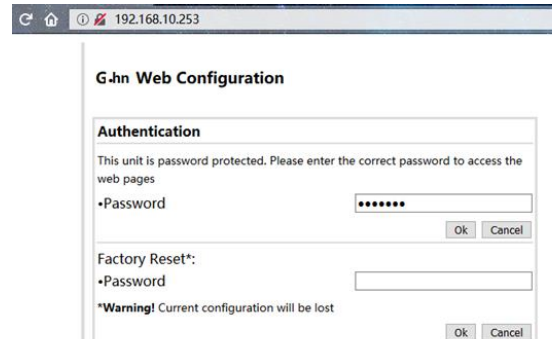 192.168.10.253
G.hn Web Configuration
Authentication
This unit is password protected. Please enter the correct password to access the
web pages
•Password •••••••
Ok Cancel
Factory Reset*:
•Password
*Warning! Current configuration will be lost
Ok Cancel